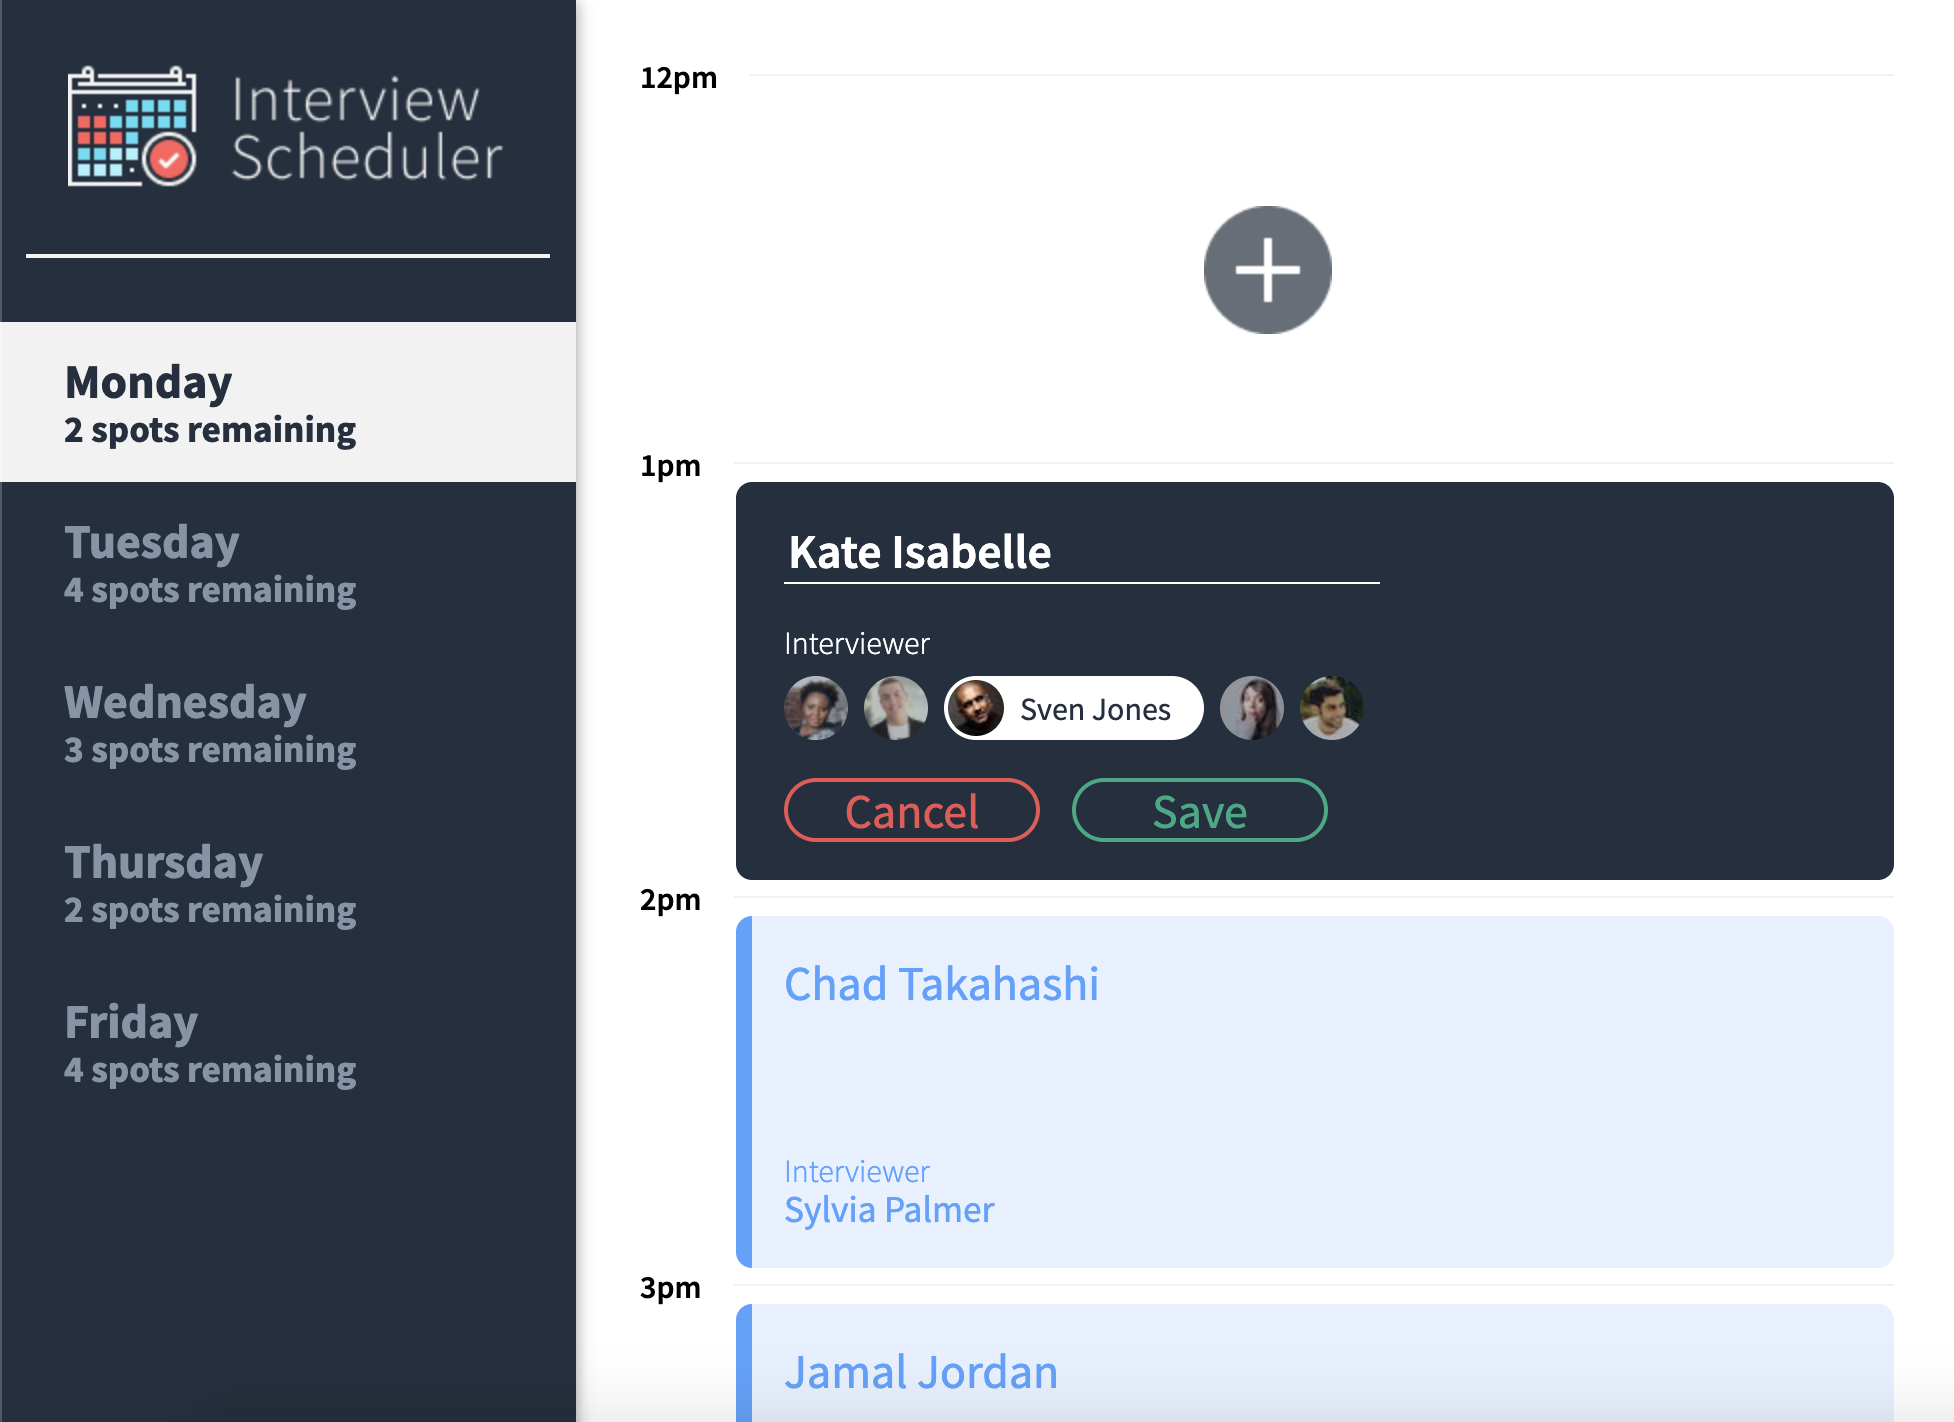 Interview
Scheduler
Monday
2 spots remaining
Tuesday
4 spots remaining
Wednesday
3 spots remaining
Thursday
2 spots remaining
Friday
4 spots remaining
12pm
1pm
Kate Isabelle
Interviewer
Sven Jones
Cancel Save
2pm
Chad Takahashi
Interviewer
Sylvia Palmer
3pm
Jamal Jordan